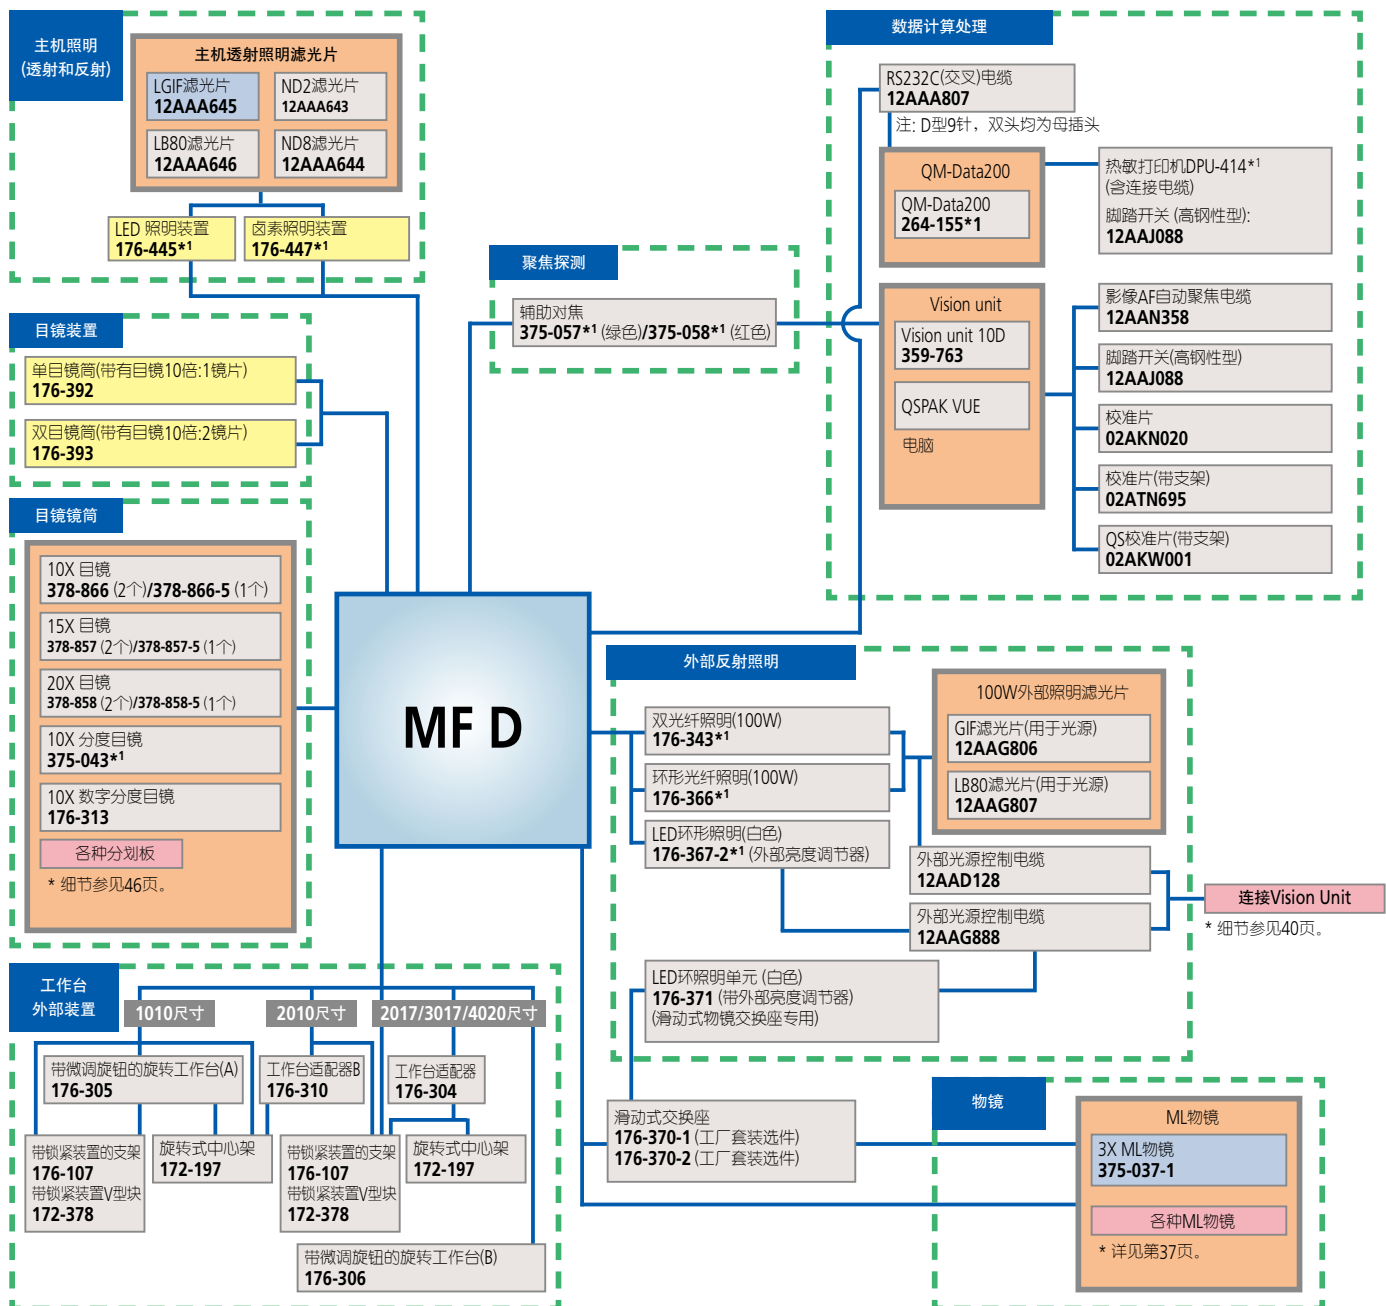 主机照明
(透射和反射)
主机透射照明滤光片
LGIF滤光片
12AAA645
ND2滤光片
12AAA643
LB80滤光片
12AAA646
ND8滤光片
12AAA644
LED 照明装置
176-445*1
卤素照明装置
176-447*1
目镜装置
单目镜筒(带有目镜10倍:1镜片)
176-392
双目镜筒(带有目镜10倍:2镜片)
176-393
目镜镜筒
10X 目镜
378-866 (2个)/378-866-5 (1个)
15X 目镜
378-857 (2个)/378-857-5 (1个)
20X 目镜
378-858 (2个)/378-858-5 (1个)
10X 分度目镜
375-043*1
10X 数字分度目镜
176-313
各种分划板
* 细节参见46页。
聚焦探测
辅助对焦
375-057*1 (绿色)/375-058*1 (红色)
数据计算处理
RS232C(交叉)电缆
12AAA807
注: D型9针，双头均为母插头
QM-Data200
QM-Data200
264-155*1
热敏打印机DPU-414*1
(含连接电缆)
脚踏开关 (高钢性型):
12AAJ088
Vision unit
Vision unit 10D
359-763
QSPAK VUE
电脑
影像AF自动聚焦电缆
12AAN358
脚踏开关(高钢性型)
12AAJ088
校准片
02AKN020
校准片(带支架)
02ATN695
QS校准片(带支架)
02AKW001
MF D
外部反射照明
双光纤照明(100W)
176-343*1
环形光纤照明(100W)
176-366*1
LED环形照明(白色)
176-367-2*1 (外部亮度调节器)
100W外部照明滤光片
GIF滤光片(用于光源)
12AAG806
LB80滤光片(用于光源)
12AAG807
外部光源控制电缆
12AAD128
外部光源控制电缆
12AAG888
连接Vision Unit
* 细节参见40页。
LED环照明单元 (白色)
176-371 (带外部亮度调节器)
(滑动式物镜交换座专用)
工作台
外部装置
1010尺寸
2010尺寸
2017/3017/4020尺寸
带微调旋钮的旋转工作台(A)
176-305
工作台适配器B
176-310
工作台适配器
176-304
带锁紧装置的支架
176-107
带锁紧装置V型块
172-378
旋转式中心架
172-197
带锁紧装置的支架
176-107
带锁紧装置V型块
172-378
旋转式中心架
172-197
带微调旋钮的旋转工作台(B)
176-306
滑动式交换座
176-370-1 (工厂套装选件)
176-370-2 (工厂套装选件)
物镜
ML物镜
3X ML物镜
375-037-1
各种ML物镜
* 详见第37页。